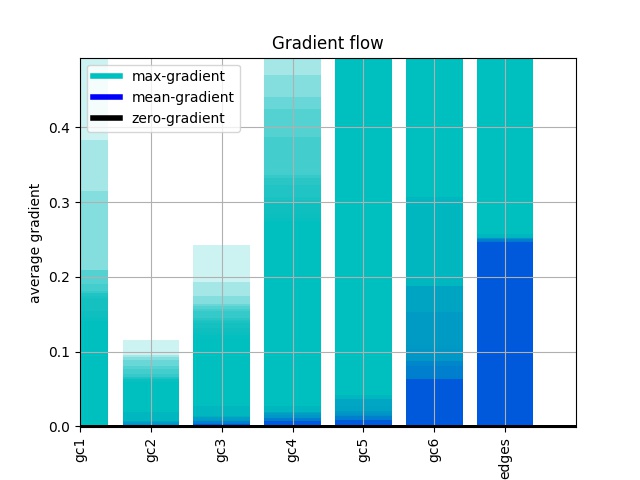 Gradient flow
max-gradient
mean-gradient
zero-gradient
average gradient
0.4
0.3
0.2
0.1
0.0
gc1
gc2
gc3
gc4
gc5
gc6
edges